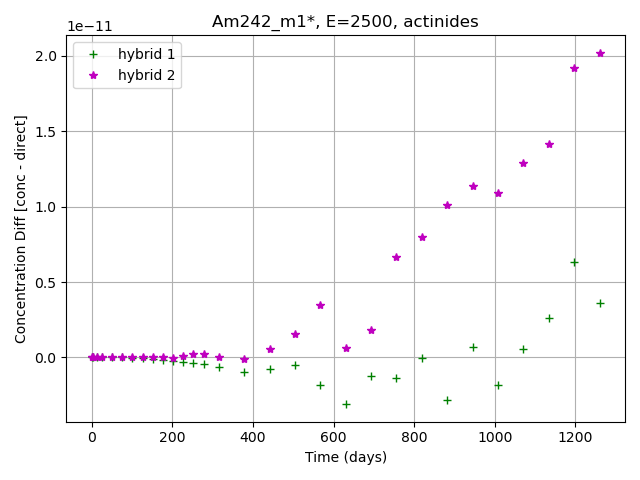 Am242_m1*, E=2500, actinides
1e−11
hybrid 1
hybrid 2
2.0
1.5
1.0
0.5
0.0
Concentration Diff [conc - direct]
0 200 400 600 800 1000 1200
Time (days)